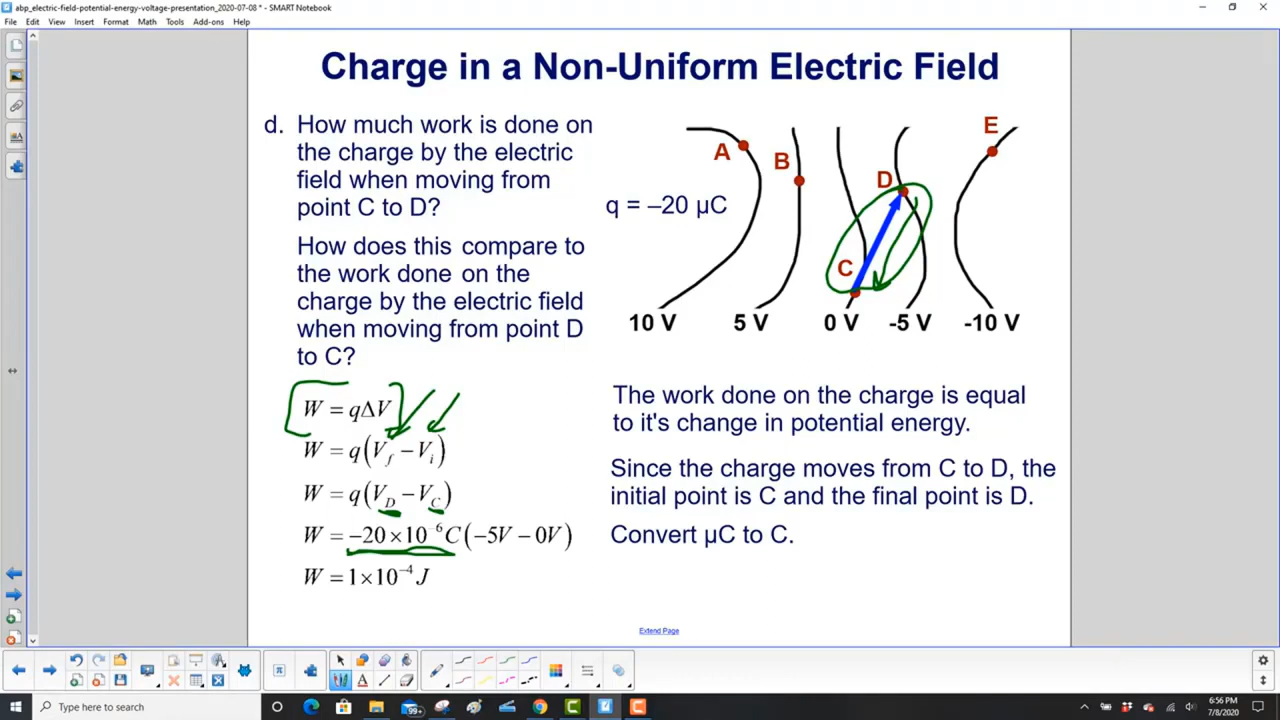 abp_electric-field-potential-energy-voltage-presentation_2020-07-08 * - SMART Notebook
File Edit View Insert Format Math Tools Add-ons Help
Charge in a Non-Uniform Electric Field
d. How much work is done on
the charge by the electric
field when moving from
point C to D?
How does this compare to
the work done on the
charge by the electric field
when moving from point D
to C?
q = –20 µC
A
B
C
D
E
10 V 5 V 0 V -5 V -10 V
W = qΔV
W = q(V_f − V_i)
W = q(V_D − V_C)
W = −20×10⁻⁶C(−5V − 0V)
W = 1×10⁻⁴ J
The work done on the charge is equal
to it's change in potential energy.
Since the charge moves from C to D, the
initial point is C and the final point is D.
Convert µC to C.
Extend Page
Type here to search
99+
6:56 PM
7/8/2020